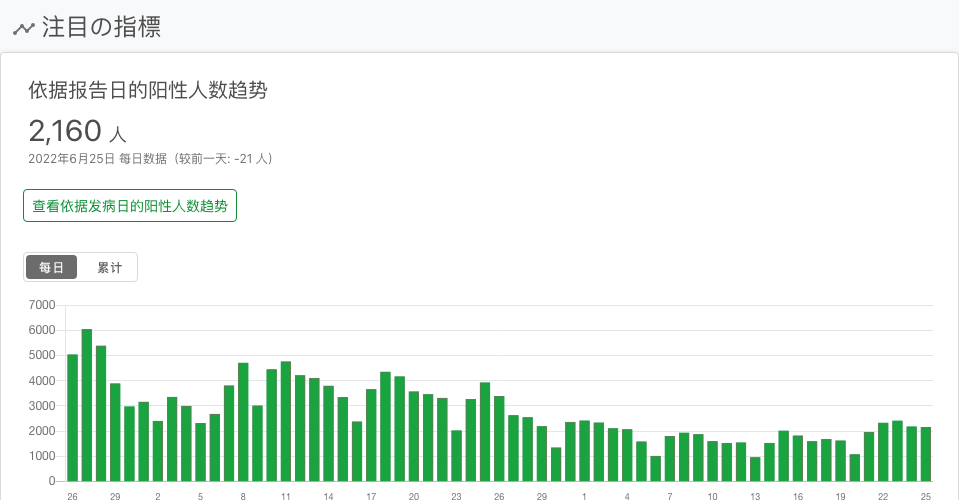 注目の指標
依据报告日的阳性人数趋势
2,160 人
2022年6月25日 每日数据（较前一天: -21 人）
查看依据发病日的阳性人数趋势
每日 累计
7000
6000
5000
4000
3000
2000
1000
0
26 29 2 5 8 11 14 17 20 23 26 29 1 4 7 10 13 16 19 22 25